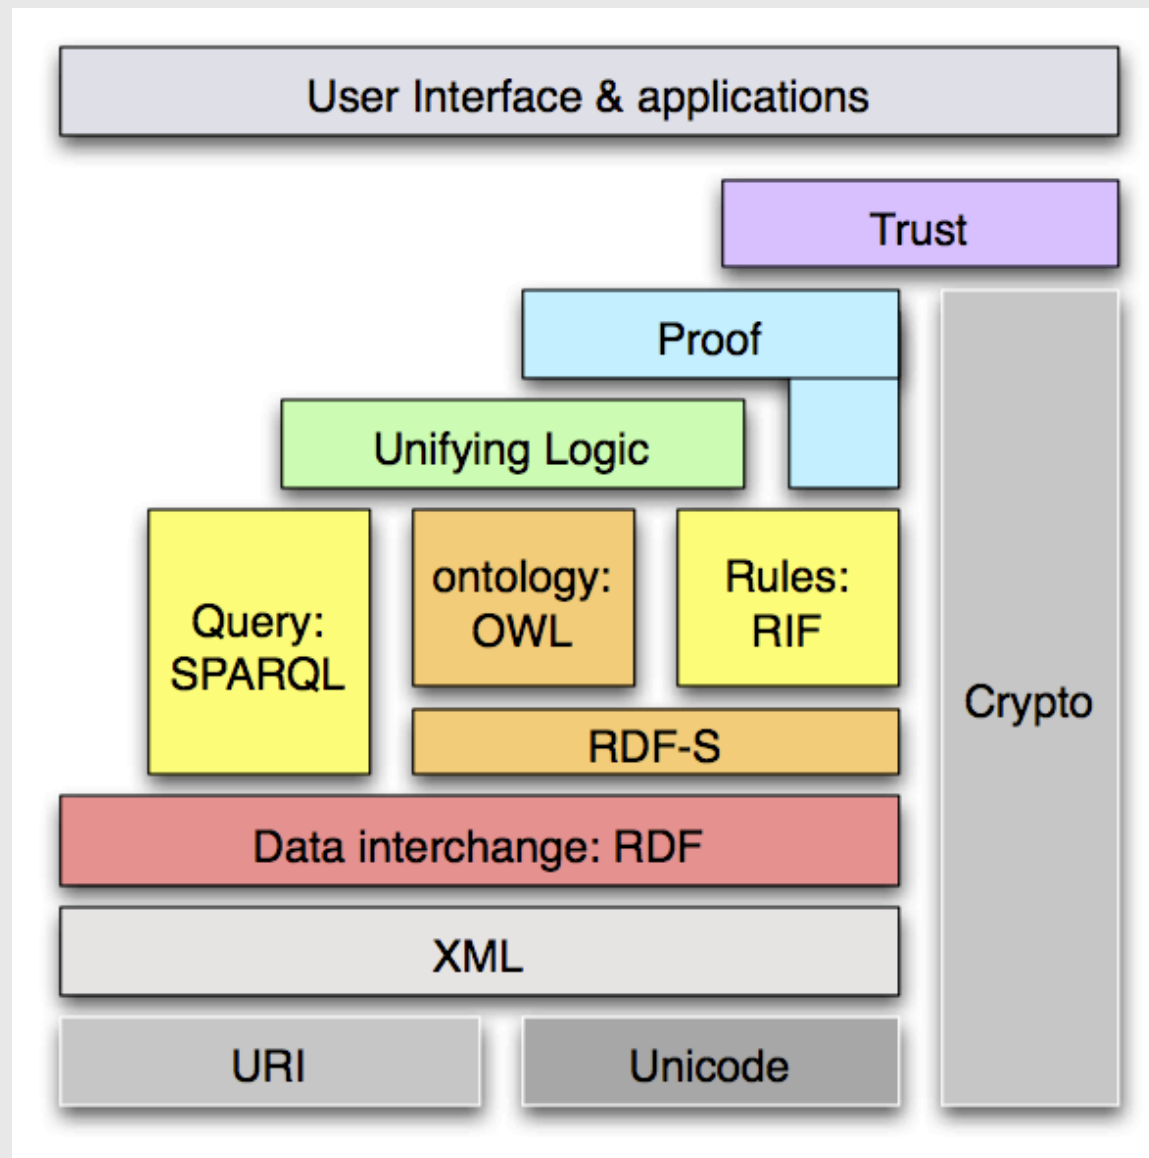 User Interface & applications
Trust
Proof
Unifying Logic
Query:
SPARQL
ontology:
OWL
Rules:
RIF
Crypto
RDF-S
Data interchange: RDF
XML
URI
Unicode